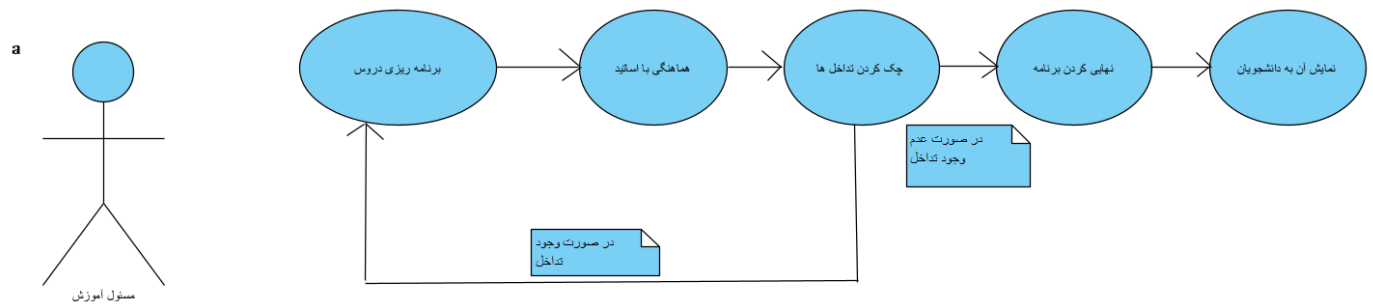 a
برنامه ریزی دروس
هماهنگی با اساتید
چک کردن تداخل ها
نهایی کردن برنامه
نمایش آن به دانشجویان
در صورت عدم
وجود تداخل
در صورت وجود
تداخل
مسئول آموزش